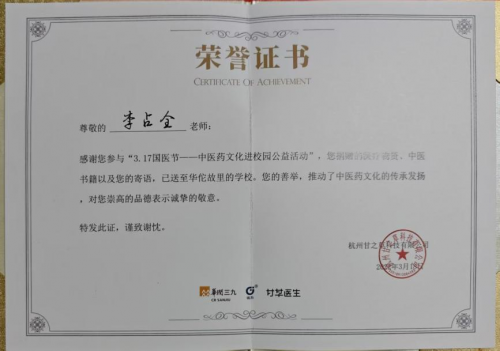 荣誉证书
CERTIFICATE OF ACHIEVEMENT
尊敬的 李占全 老师:
感谢您参与“3.17国医节——中医药文化进校园公益活动”,您捐赠的医疗物资、中医
书籍以及您的寄语,已送至华佗故里的学校。您的善举,推动了中医药文化的传承发扬
,对您崇高的品德表示诚挚的敬意。
特发此证,谨致谢忱。
杭州甘之 科技有限公司
华润三九
CR SANJIU
甘草医生